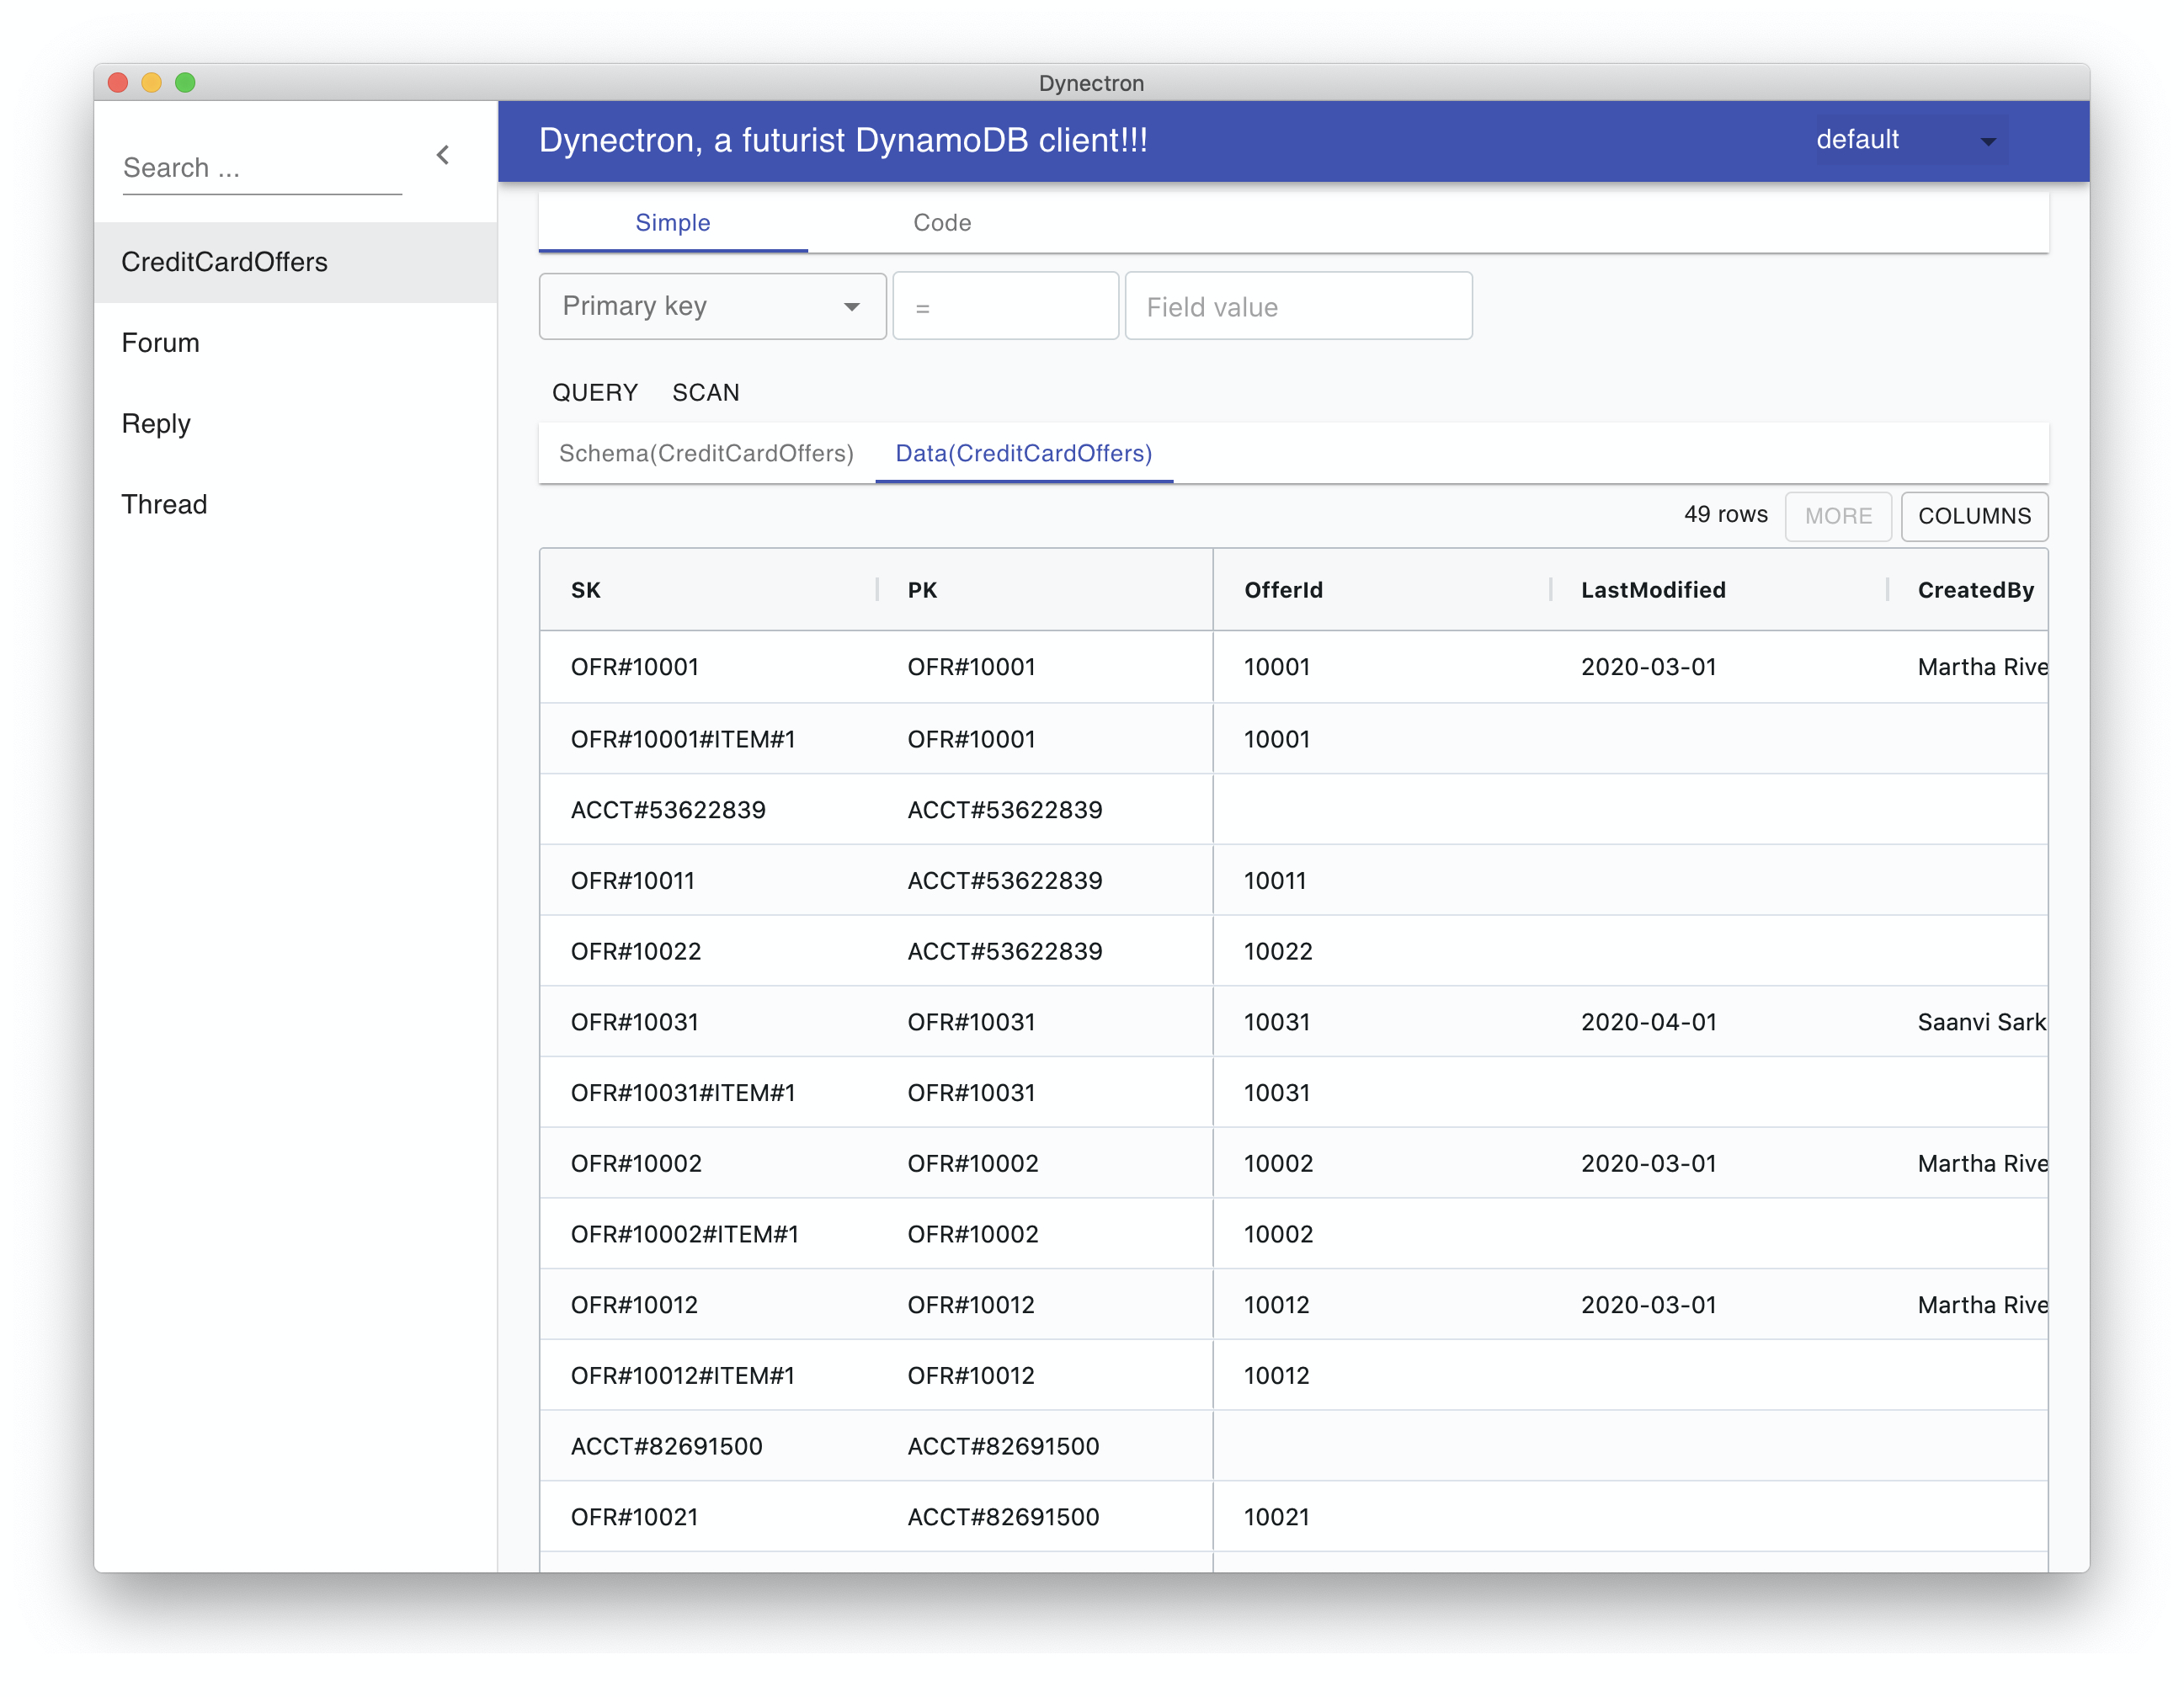 Dynectron
Search ...
CreditCardOffers
Forum
Reply
Thread
Dynectron, a futurist DynamoDB client!!!
default
Simple Code
Primary key = Field value
QUERY SCAN
Schema(CreditCardOffers) Data(CreditCardOffers)
49 rows MORE COLUMNS
SK PK OfferId LastModified CreatedBy
OFR#10001 OFR#10001 10001 2020-03-01 Martha Rive
OFR#10001#ITEM#1 OFR#10001 10001
ACCT#53622839 ACCT#53622839
OFR#10011 ACCT#53622839 10011
OFR#10022 ACCT#53622839 10022
OFR#10031 OFR#10031 10031 2020-04-01 Saanvi Sark
OFR#10031#ITEM#1 OFR#10031 10031
OFR#10002 OFR#10002 10002 2020-03-01 Martha Rive
OFR#10002#ITEM#1 OFR#10002 10002
OFR#10012 OFR#10012 10012 2020-03-01 Martha Rive
OFR#10012#ITEM#1 OFR#10012 10012
ACCT#82691500 ACCT#82691500
OFR#10021 ACCT#82691500 10021